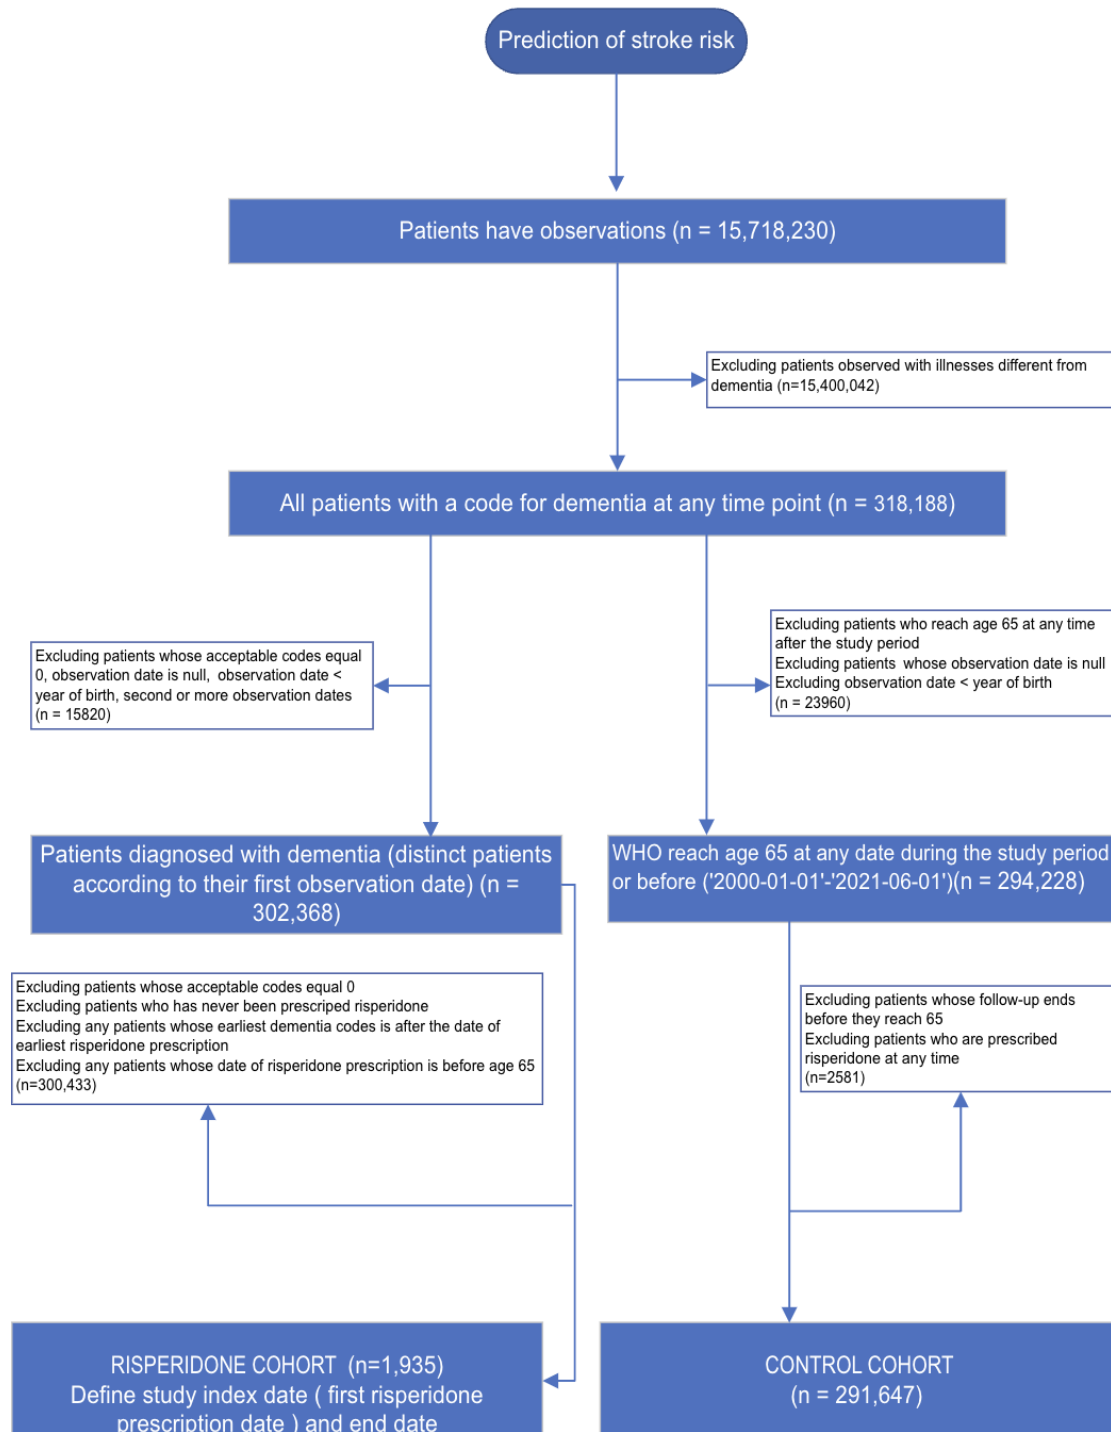 Prediction of stroke risk
Patients have observations (n = 15,718,230)
Excluding patients observed with illnesses different from
dementia (n=15,400,042)
All patients with a code for dementia at any time point (n = 318,188)
Excluding patients whose acceptable codes equal
0, observation date is null, observation date <
year of birth, second or more observation dates
(n = 15820)
Excluding patients who reach age 65 at any time
after the study period
Excluding patients whose observation date is null
Excluding observation date < year of birth
(n = 23960)
Patients diagnosed with dementia (distinct patients
according to their first observation date) (n =
302,368)
WHO reach age 65 at any date during the study period
or before ('2000-01-01'-'2021-06-01')(n = 294,228)
Excluding patients whose acceptable codes equal 0
Excluding patients who has never been prescriped risperidone
Excluding any patients whose earliest dementia codes is after the date of
earliest risperidone prescription
Excluding any patients whose date of risperidone prescription is before age 65
(n=300,433)
Excluding patients whose follow-up ends
before they reach 65
Excluding patients who are prescribed
risperidone at any time
(n=2581)
RISPERIDONE COHORT (n=1,935)
Define study index date ( first risperidone
prescription date ) and end date
CONTROL COHORT
(n = 291,647)